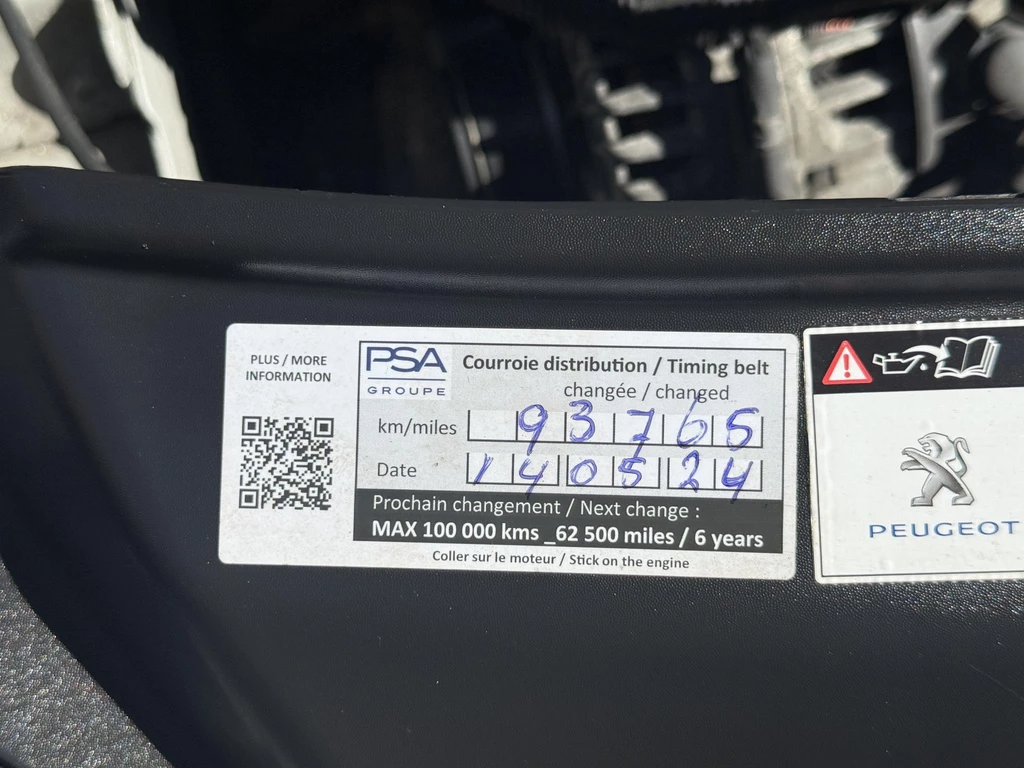 PLUS / MORE
INFORMATION
PSA
GROUPE
Courroie distribution / Timing belt
changée / changed
km/miles 93765
Date 140524
Prochain changement / Next change :
MAX 100 000 kms _62 500 miles / 6 years
Coller sur le moteur / Stick on the engine
PEUGEOT